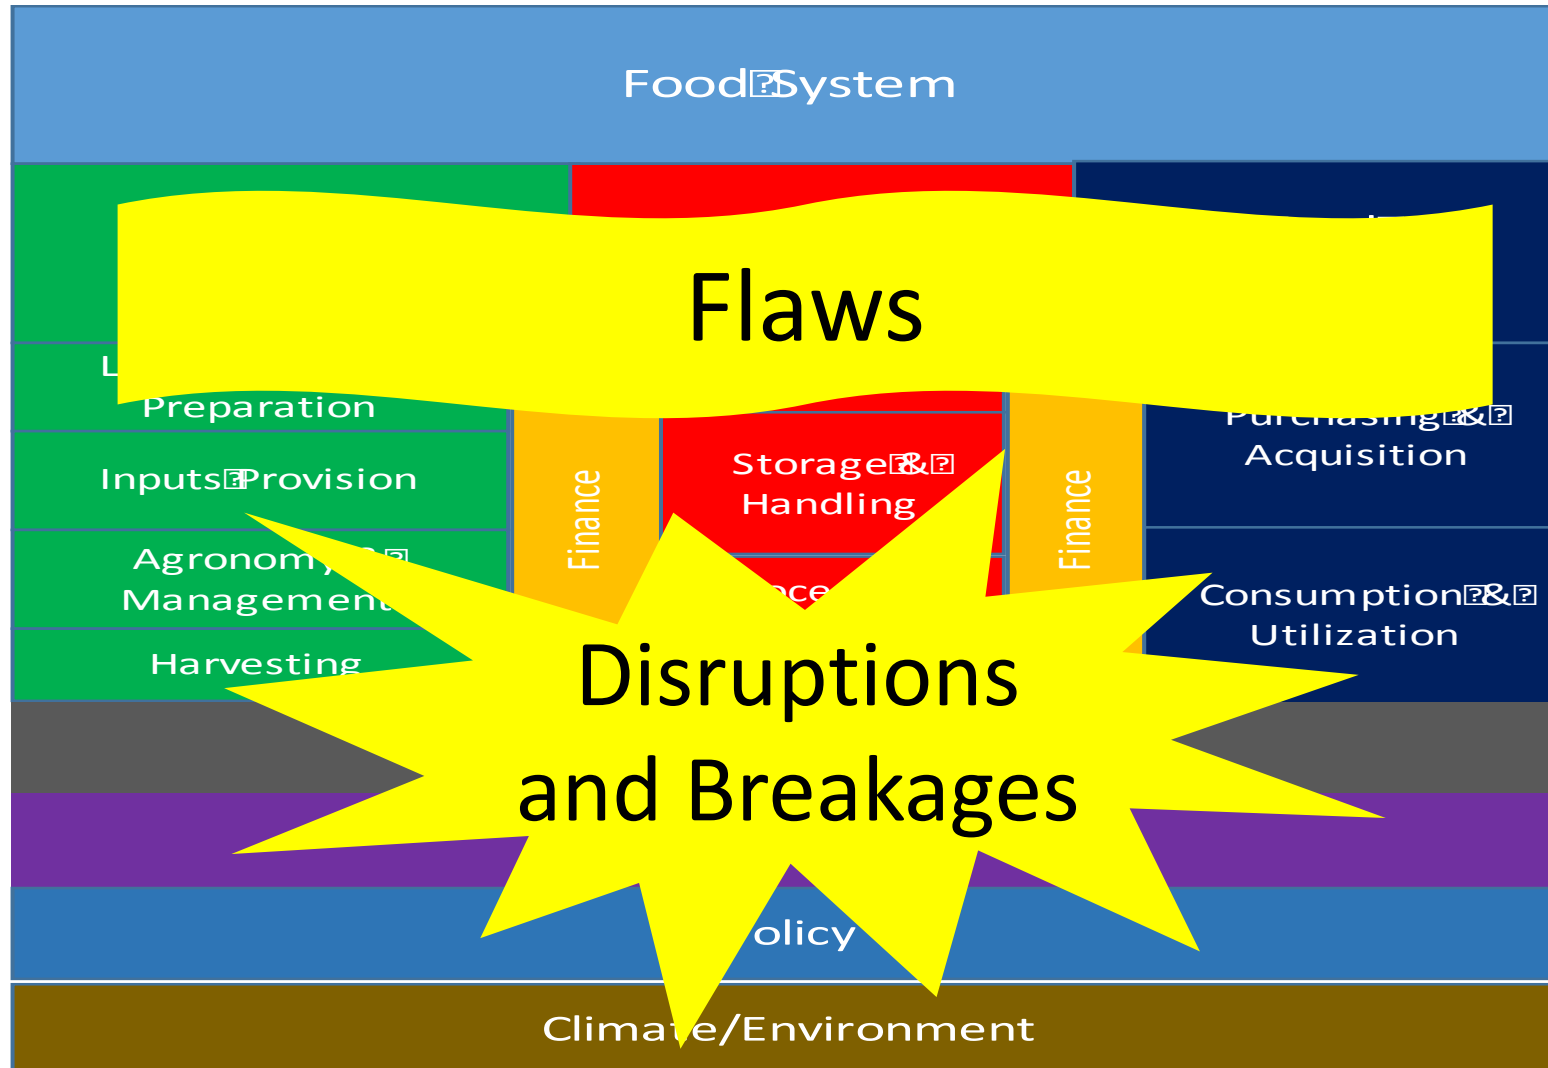 Food System
Flaws
Preparation
Purchasing &
Acquisition
Inputs Provision
Storage &
Handling
Finance
Finance
Agronomy &
Management
Consumption &
Utilization
Harvesting
Disruptions
and Breakages
olicy
Climate/Environment